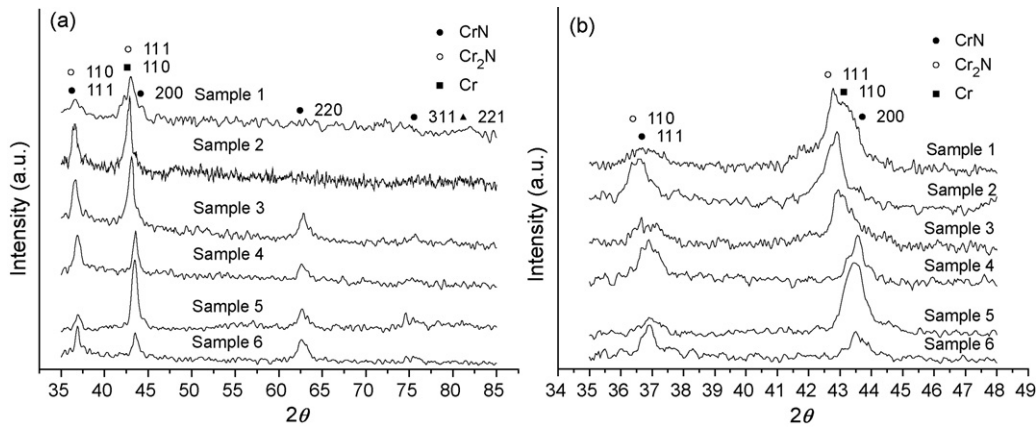 (a)
● CrN
○ Cr₂N
■ Cr
○ 111
■ 110
○ 110
● 111
● 200
● 220
● 311 ▲ 221
Sample 1
Sample 2
Sample 3
Sample 4
Sample 5
Sample 6
Intensity (a.u.)
35 40 45 50 55 60 65 70 75 80 85
2θ
(b)
● CrN
○ Cr₂N
■ Cr
○ 111
■ 110
● 200
○ 110
● 111
Sample 1
Sample 2
Sample 3
Sample 4
Sample 5
Sample 6
Intensity (a.u.)
34 35 36 37 38 39 40 41 42 43 44 45 46 47 48 49
2θ